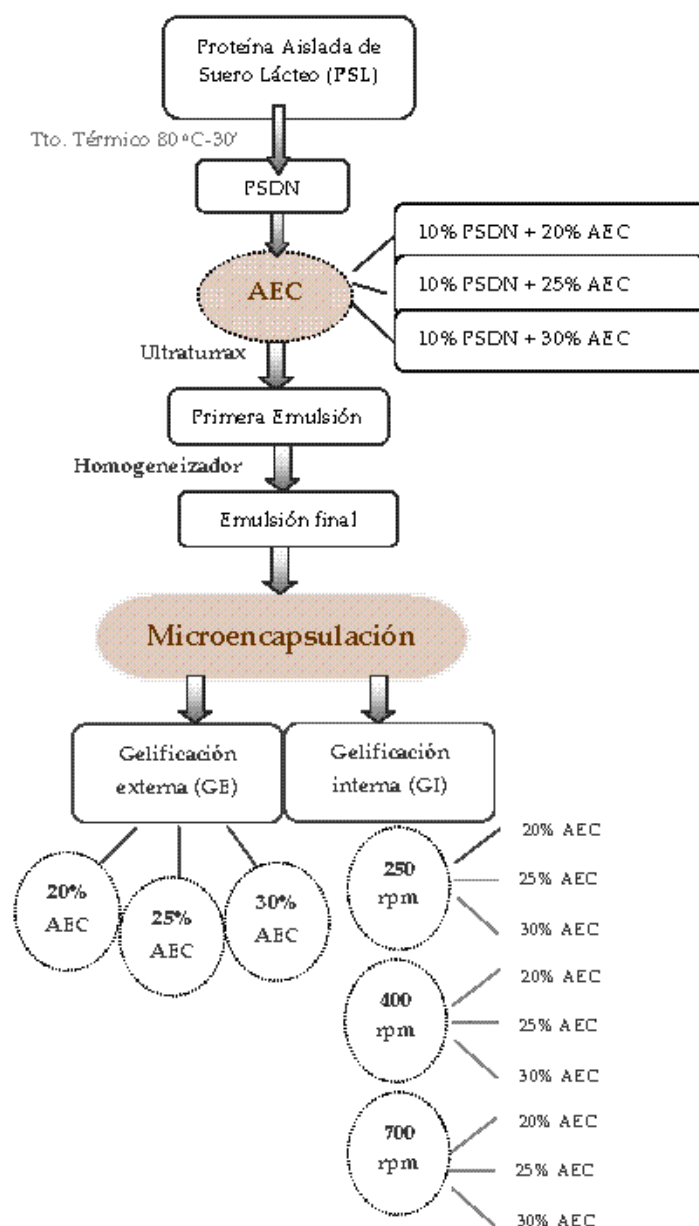 Proteína Aislada de
Suero Lácteo (PSL)
Tto. Térmico 80 ºC-30'
PSDN
AEC
10% PSDN + 20% AEC
10% PSDN + 25% AEC
10% PSDN + 30% AEC
Ultraturrax
Primera Emulsión
Homogeneizador
Emulsión final
Microencapsulación
Gelificación
externa (GE)
Gelificación
interna (GI)
20%
AEC
25%
AEC
30%
AEC
250
rpm
20% AEC
25% AEC
30% AEC
400
rpm
20% AEC
25% AEC
30% AEC
700
rpm
20% AEC
25% AEC
30% AEC